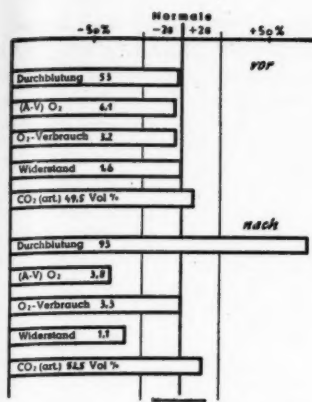 Normale
-50% -20 +20 +50%
vor
Durchblutung 53
(A-V) O₂ 6,1
O₂-Verbrauch 3,2
Widerstand 1,6
CO₂ (art.) 49,5 Vol %
nach
Durchblutung 93
(A-V) O₂ 3,8
O₂-Verbrauch 3,3
Widerstand 1,1
CO₂ (art.) 52,5 Vol %